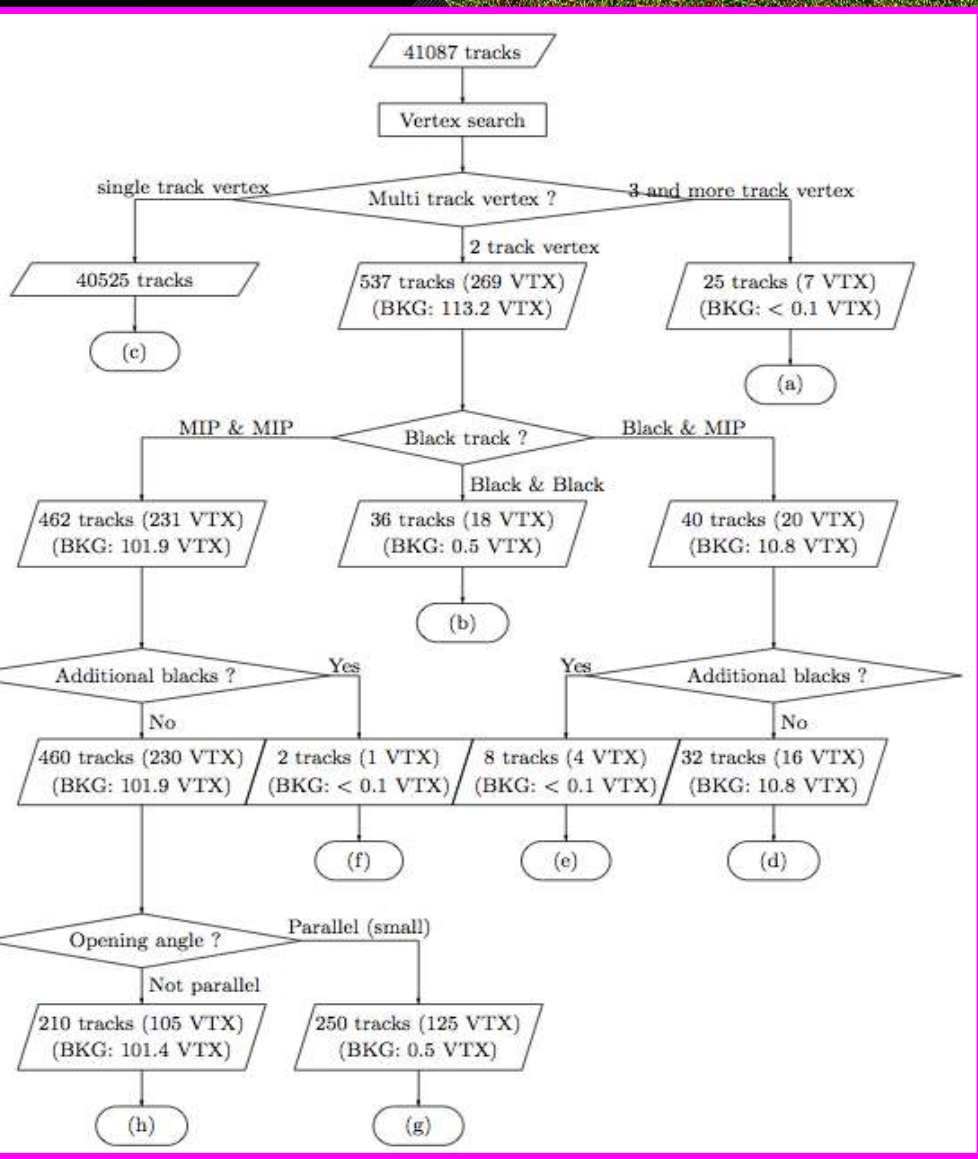 41087 tracks
Vertex search
Multi track vertex ?
single track vertex
3 and more track vertex
2 track vertex
40525 tracks
537 tracks (269 VTX)
(BKG: 113.2 VTX)
25 tracks (7 VTX)
(BKG: < 0.1 VTX)
(c)
(a)
Black track ?
MIP & MIP
Black & MIP
Black & Black
462 tracks (231 VTX)
(BKG: 101.9 VTX)
36 tracks (18 VTX)
(BKG: 0.5 VTX)
40 tracks (20 VTX)
(BKG: 10.8 VTX)
(b)
Additional blacks ?
Yes
Yes
Additional blacks ?
No
No
460 tracks (230 VTX)
(BKG: 101.9 VTX)
2 tracks (1 VTX)
(BKG: < 0.1 VTX)
8 tracks (4 VTX)
(BKG: < 0.1 VTX)
32 tracks (16 VTX)
(BKG: 10.8 VTX)
(f)
(e)
(d)
Opening angle ?
Parallel (small)
Not parallel
210 tracks (105 VTX)
(BKG: 101.4 VTX)
250 tracks (125 VTX)
(BKG: 0.5 VTX)
(h)
(g)